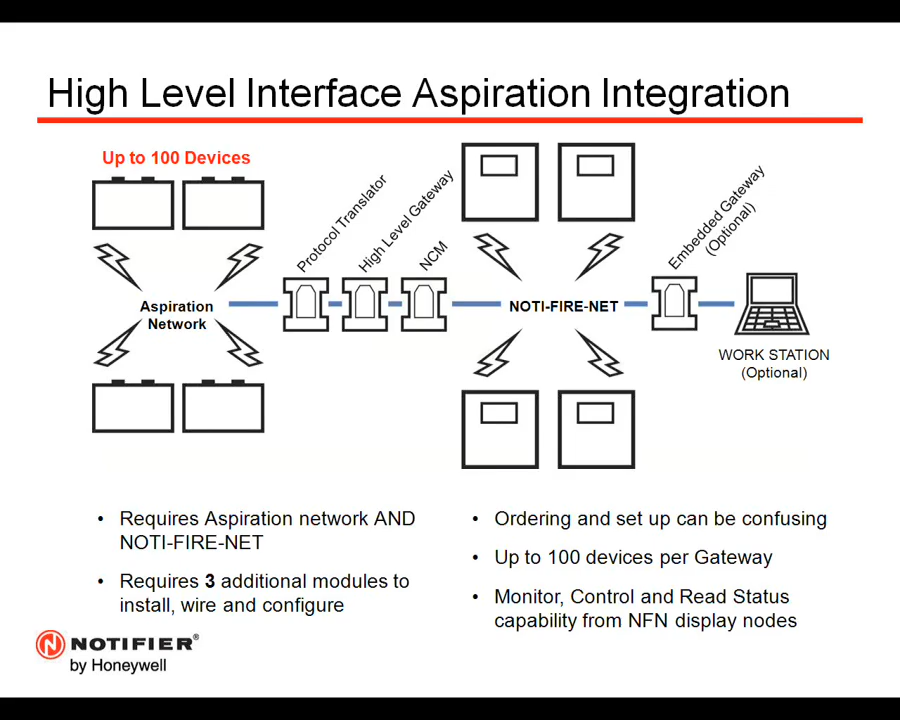 High Level Interface Aspiration Integration
Up to 100 Devices
Protocol Translator
High Level Gateway
NCM
Embedded Gateway
(Optional)
Aspiration
Network
NOTI-FIRE-NET
WORK STATION
(Optional)
• Requires Aspiration network AND
NOTI-FIRE-NET
• Requires 3 additional modules to
install, wire and configure
• Ordering and set up can be confusing
• Up to 100 devices per Gateway
• Monitor, Control and Read Status
capability from NFN display nodes
N NOTIFIER®
by Honeywell